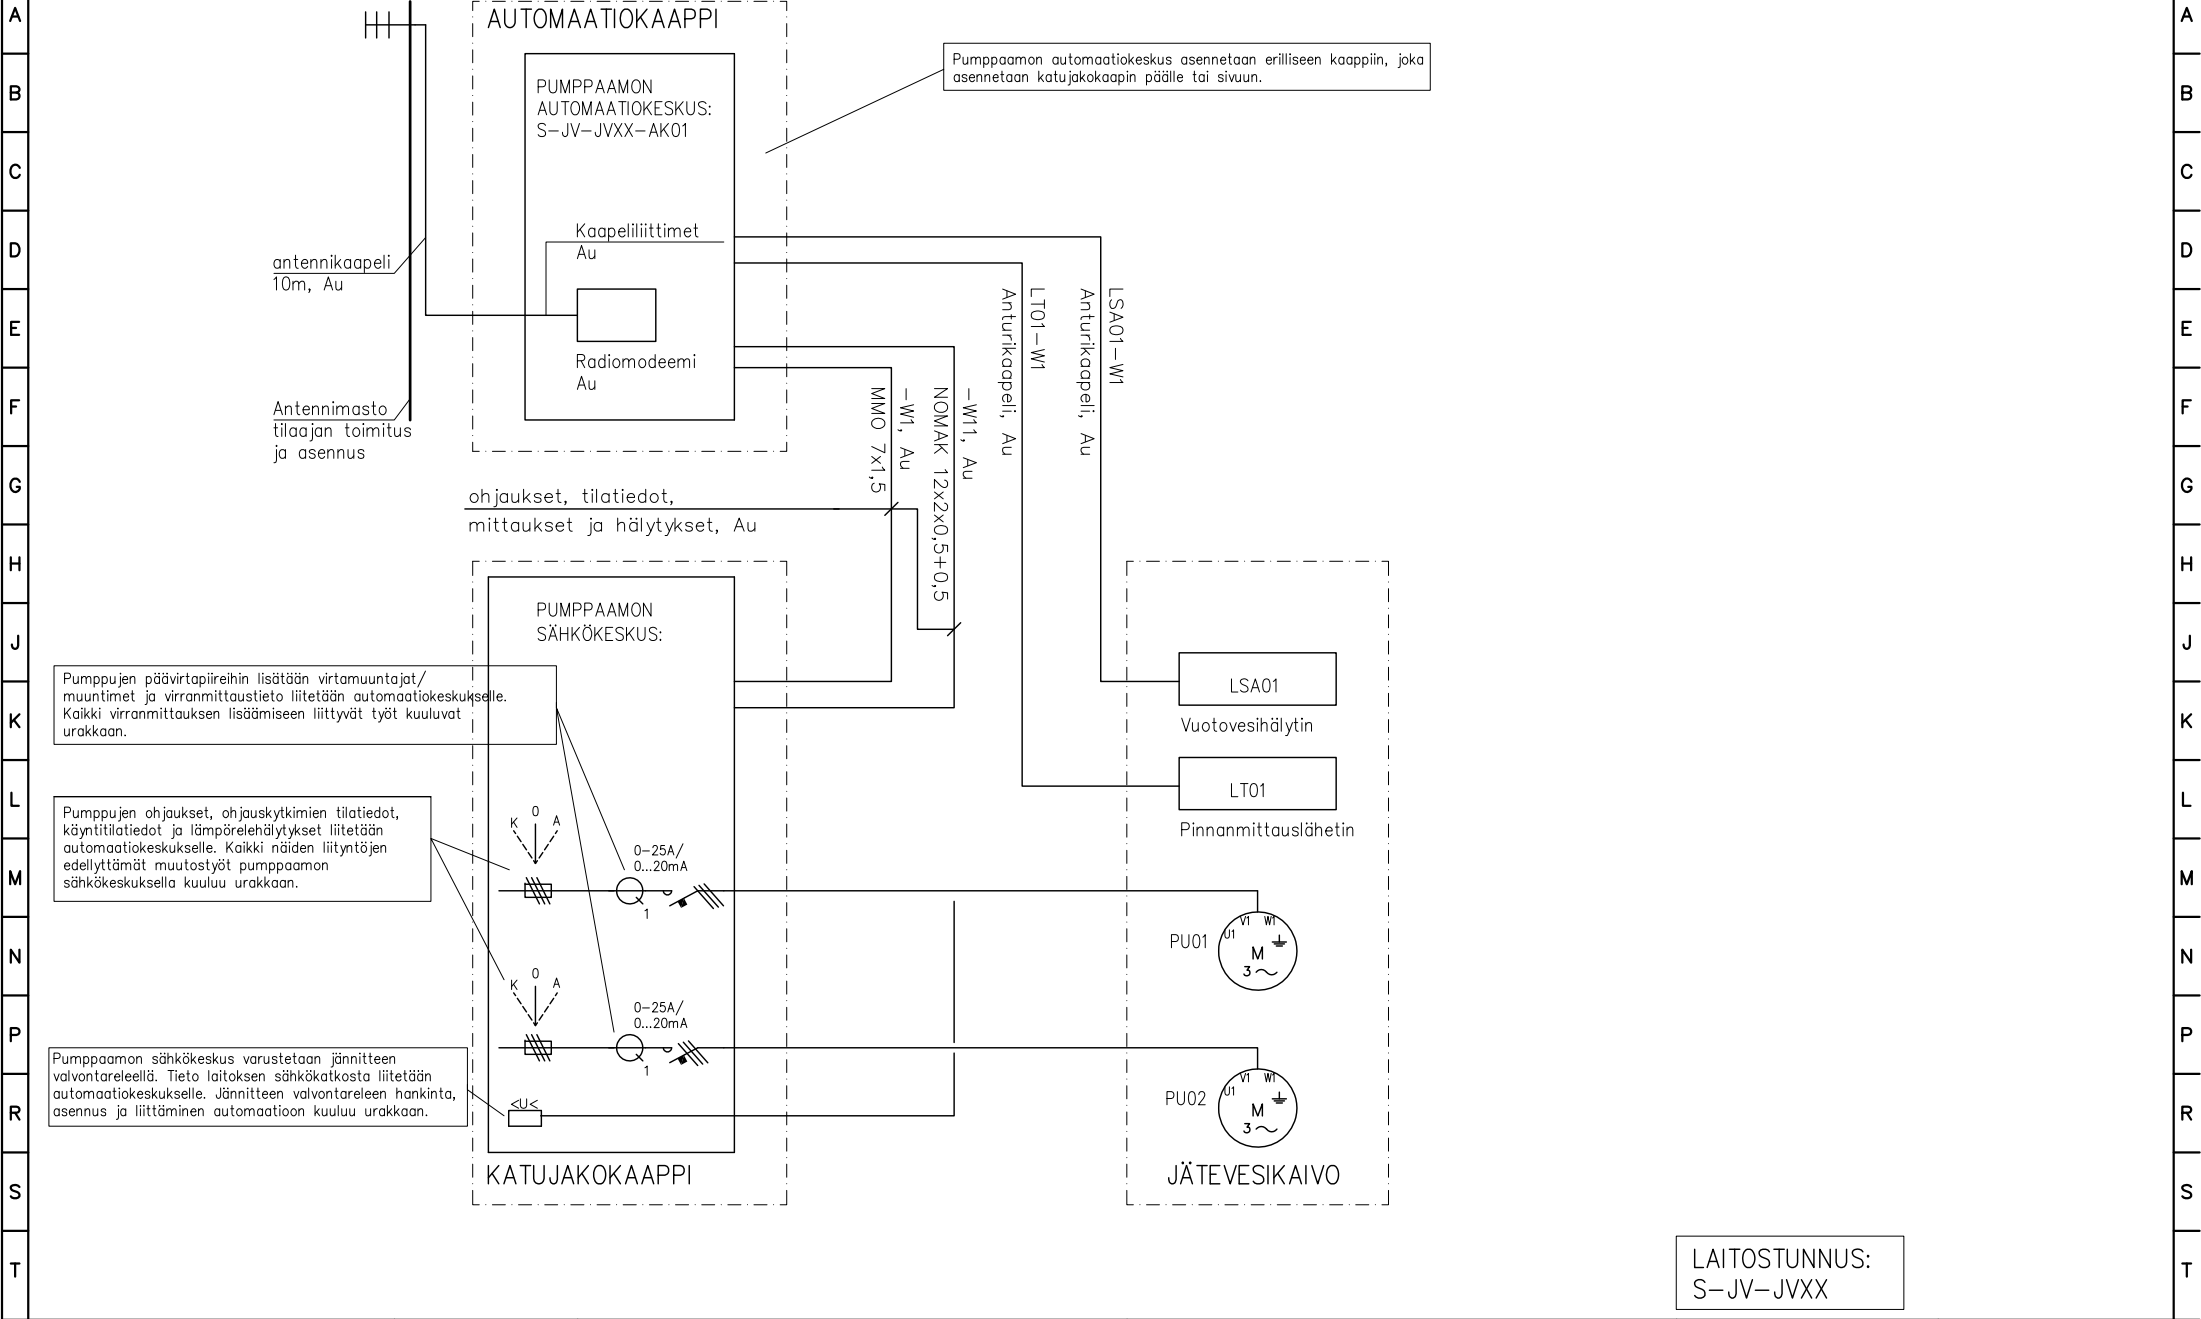 A
B
C
D
E
F
G
H
J
K
L
M
N
P
R
S
T
AUTOMAATIOKAAPPI
PUMPPAAMON
AUTOMAATIOKESKUS:
S-JV-JVXX-AK01
Pumppaamon automaatiokeskus asennetaan erilliseen kaappiin, joka
asennetaan katujakokaapin päälle tai sivuun.
Kaapeliliittimet
Au
antennikaapeli
10m, Au
Radiomodeemi
Au
Antennimasto
tilaajan toimitus
ja asennus
MMO 7x1,5
-W1, Au
NOMAK 12x2x0,5+0,5
-W11, Au
Anturikaapeli, Au
LT01-W1
Anturikaapeli, Au
LSA01-W1
ohjaukset, tilatiedot,
mittaukset ja hälytykset, Au
PUMPPAAMON
SÄHKÖKESKUS:
Pumppujen päävirtapiireihin lisätään virtamuuntajat/
muuntimet ja virranmittaustieto liitetään automaatiokeskukselle.
Kaikki virranmittauksen lisäämiseen liittyvät työt kuuluvat
urakkaan.
LSA01
Vuotovesihälytin
LT01
Pinnanmittauslähetin
Pumppujen ohjaukset, ohjauskytkimien tilatiedot,
käyntitilatiedot ja lämpörelehälytykset liitetään
automaatiokeskukselle. Kaikki näiden liityntöjen
edellyttämät muutostyöt pumppaamon
sähkökeskuksella kuuluu urakkaan.
K 0 A
0-25A/
0...20mA
1
PU01
U1 V1 W1
M
3~
K 0 A
0-25A/
0...20mA
1
PU02
U1 V1 W1
M
3~
Pumppaamon sähkökeskus varustetaan jännitteen
valvontareleellä. Tieto laitoksen sähkökatkosta liitetään
automaatiokeskukselle. Jännitteen valvontareleen hankinta,
asennus ja liittäminen automaatioon kuuluu urakkaan.
<U<
KATUJAKOKAAPPI
JÄTEVESIKAIVO
LAITOSTUNNUS:
S-JV-JVXX
A
B
C
D
E
F
G
H
J
K
L
M
N
P
R
S
T